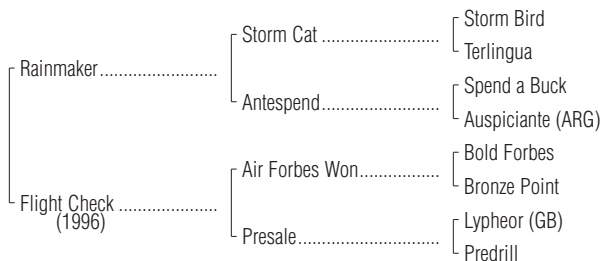 Storm Bird
Storm Cat ........................
Terlingua
Rainmaker........................
Spend a Buck
Antespend........................
Auspiciante (ARG)
Bold Forbes
Air Forbes Won................
Bronze Point
Flight Check ....................
(1996)
Lypheor (GB)
Presale.............................
Predrill